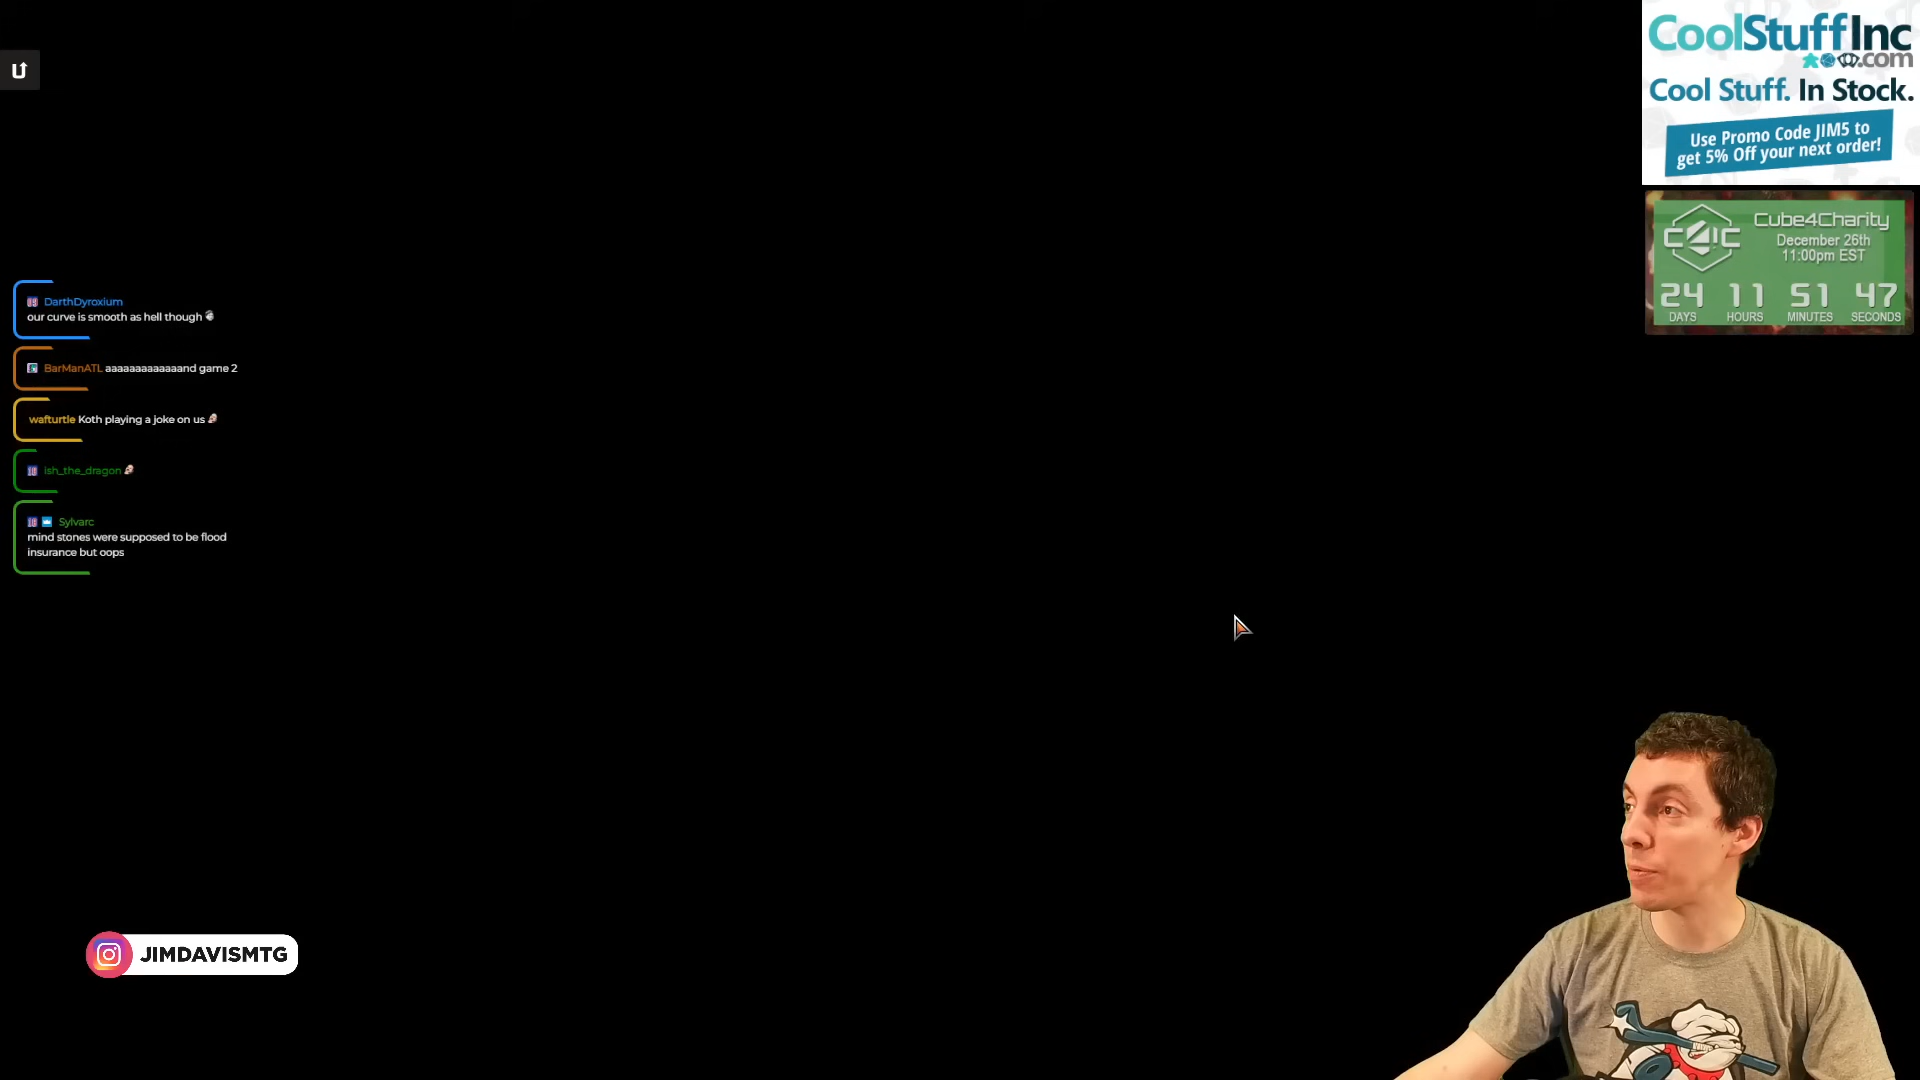 CoolStuffInc
.com
Cool Stuff. In Stock.
Use Promo Code JIM5 to
get 5% Off your next order!
C4C
Cube4Charity
December 26th
11:00pm EST
24 11 51 47
DAYS HOURS MINUTES SECONDS
DarthDyroxium
our curve is smooth as hell though
BarManATL aaaaaaaaaaaaand game 2
wafturtle Koth playing a joke on us
ish_the_dragon
Sylvarc
mind stones were supposed to be flood
insurance but oops
JIMDAVISMTG